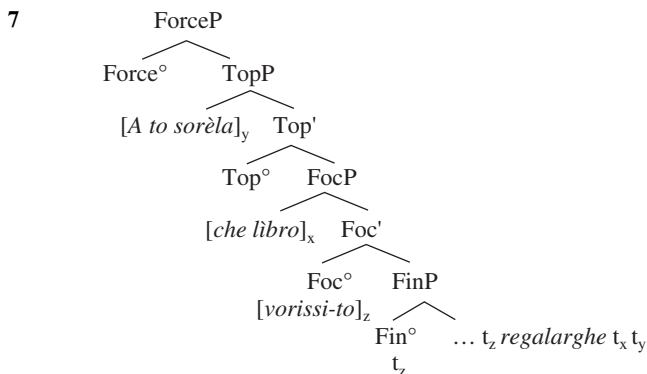 7 ForceP
Force° TopP
[A to sorèla]y Top'
Top° FocP
[che lìbro]x Foc'
Foc° FinP
[vorissi-to]z
Fin° … tz regalarghe tx ty
tz